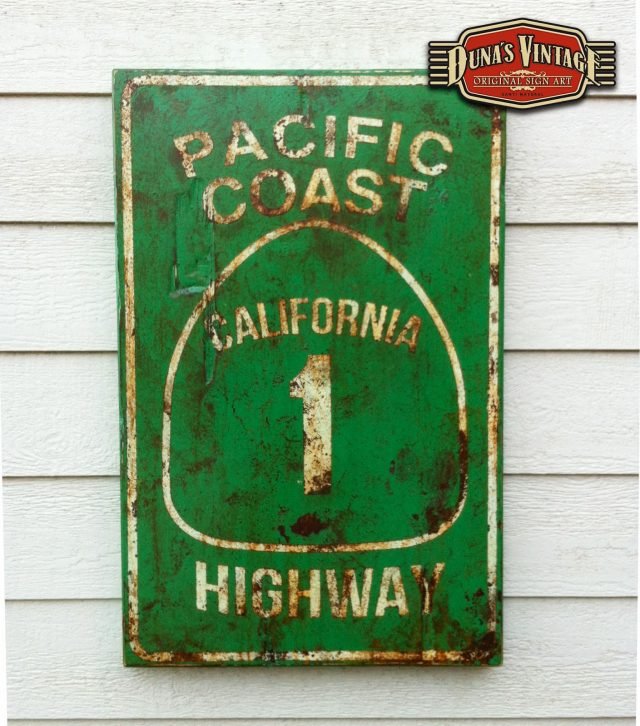 DUNA'S VINTAGE
ORIGINAL SIGN ART
PACIFIC
COAST
CALIFORNIA
1
HIGHWAY